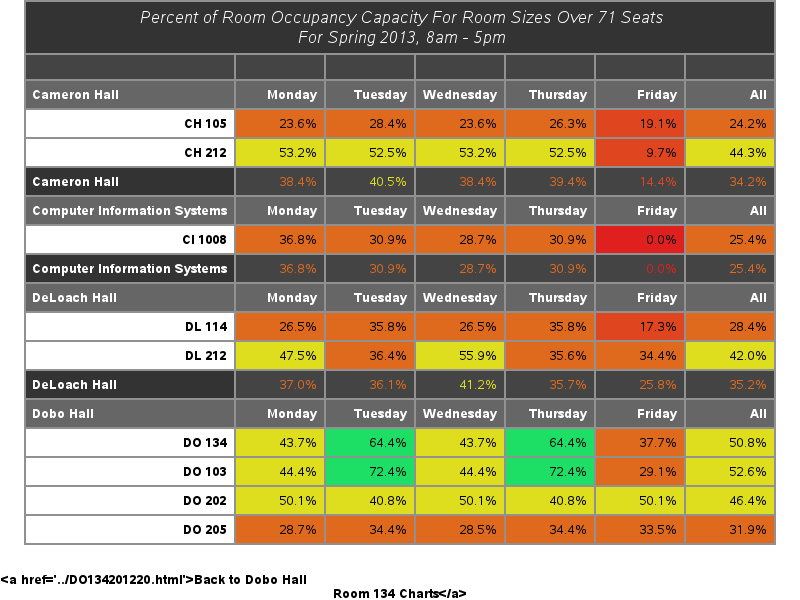 Percent of Room Occupancy Capacity For Room Sizes Over 71 Seats
For Spring 2013, 8am - 5pm
Cameron Hall Monday Tuesday Wednesday Thursday Friday All
CH 105 23.6% 28.4% 23.6% 26.3% 19.1% 24.2%
CH 212 53.2% 52.5% 53.2% 52.5% 9.7% 44.3%
Cameron Hall 38.4% 40.5% 38.4% 39.4% 14.4% 34.2%
Computer Information Systems Monday Tuesday Wednesday Thursday Friday All
CI 1008 36.8% 30.9% 28.7% 30.9% 0.0% 25.4%
Computer Information Systems 36.8% 30.9% 28.7% 30.9% 0.0% 25.4%
DeLoach Hall Monday Tuesday Wednesday Thursday Friday All
DL 114 26.5% 35.8% 26.5% 35.8% 17.3% 28.4%
DL 212 47.5% 36.4% 55.9% 35.6% 34.4% 42.0%
DeLoach Hall 37.0% 36.1% 41.2% 35.7% 25.8% 35.2%
Dobo Hall Monday Tuesday Wednesday Thursday Friday All
DO 134 43.7% 64.4% 43.7% 64.4% 37.7% 50.8%
DO 103 44.4% 72.4% 44.4% 72.4% 29.1% 52.6%
DO 202 50.1% 40.8% 50.1% 40.8% 50.1% 46.4%
DO 205 28.7% 34.4% 28.5% 34.4% 33.5% 31.9%
<a href='../DO134201220.html'>Back to Dobo Hall
Room 134 Charts</a>